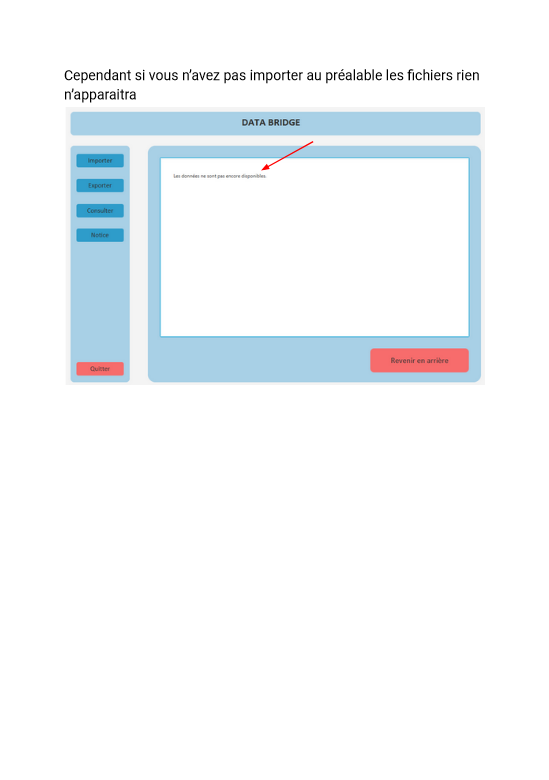 Cependant si vous n’avez pas importer au préalable les fichiers rien
n’apparaitra
DATA BRIDGE
Importer
Exporter
Consulter
Notice
Quitter
Les données ne sont pas encore disponibles
Revenir en arrière